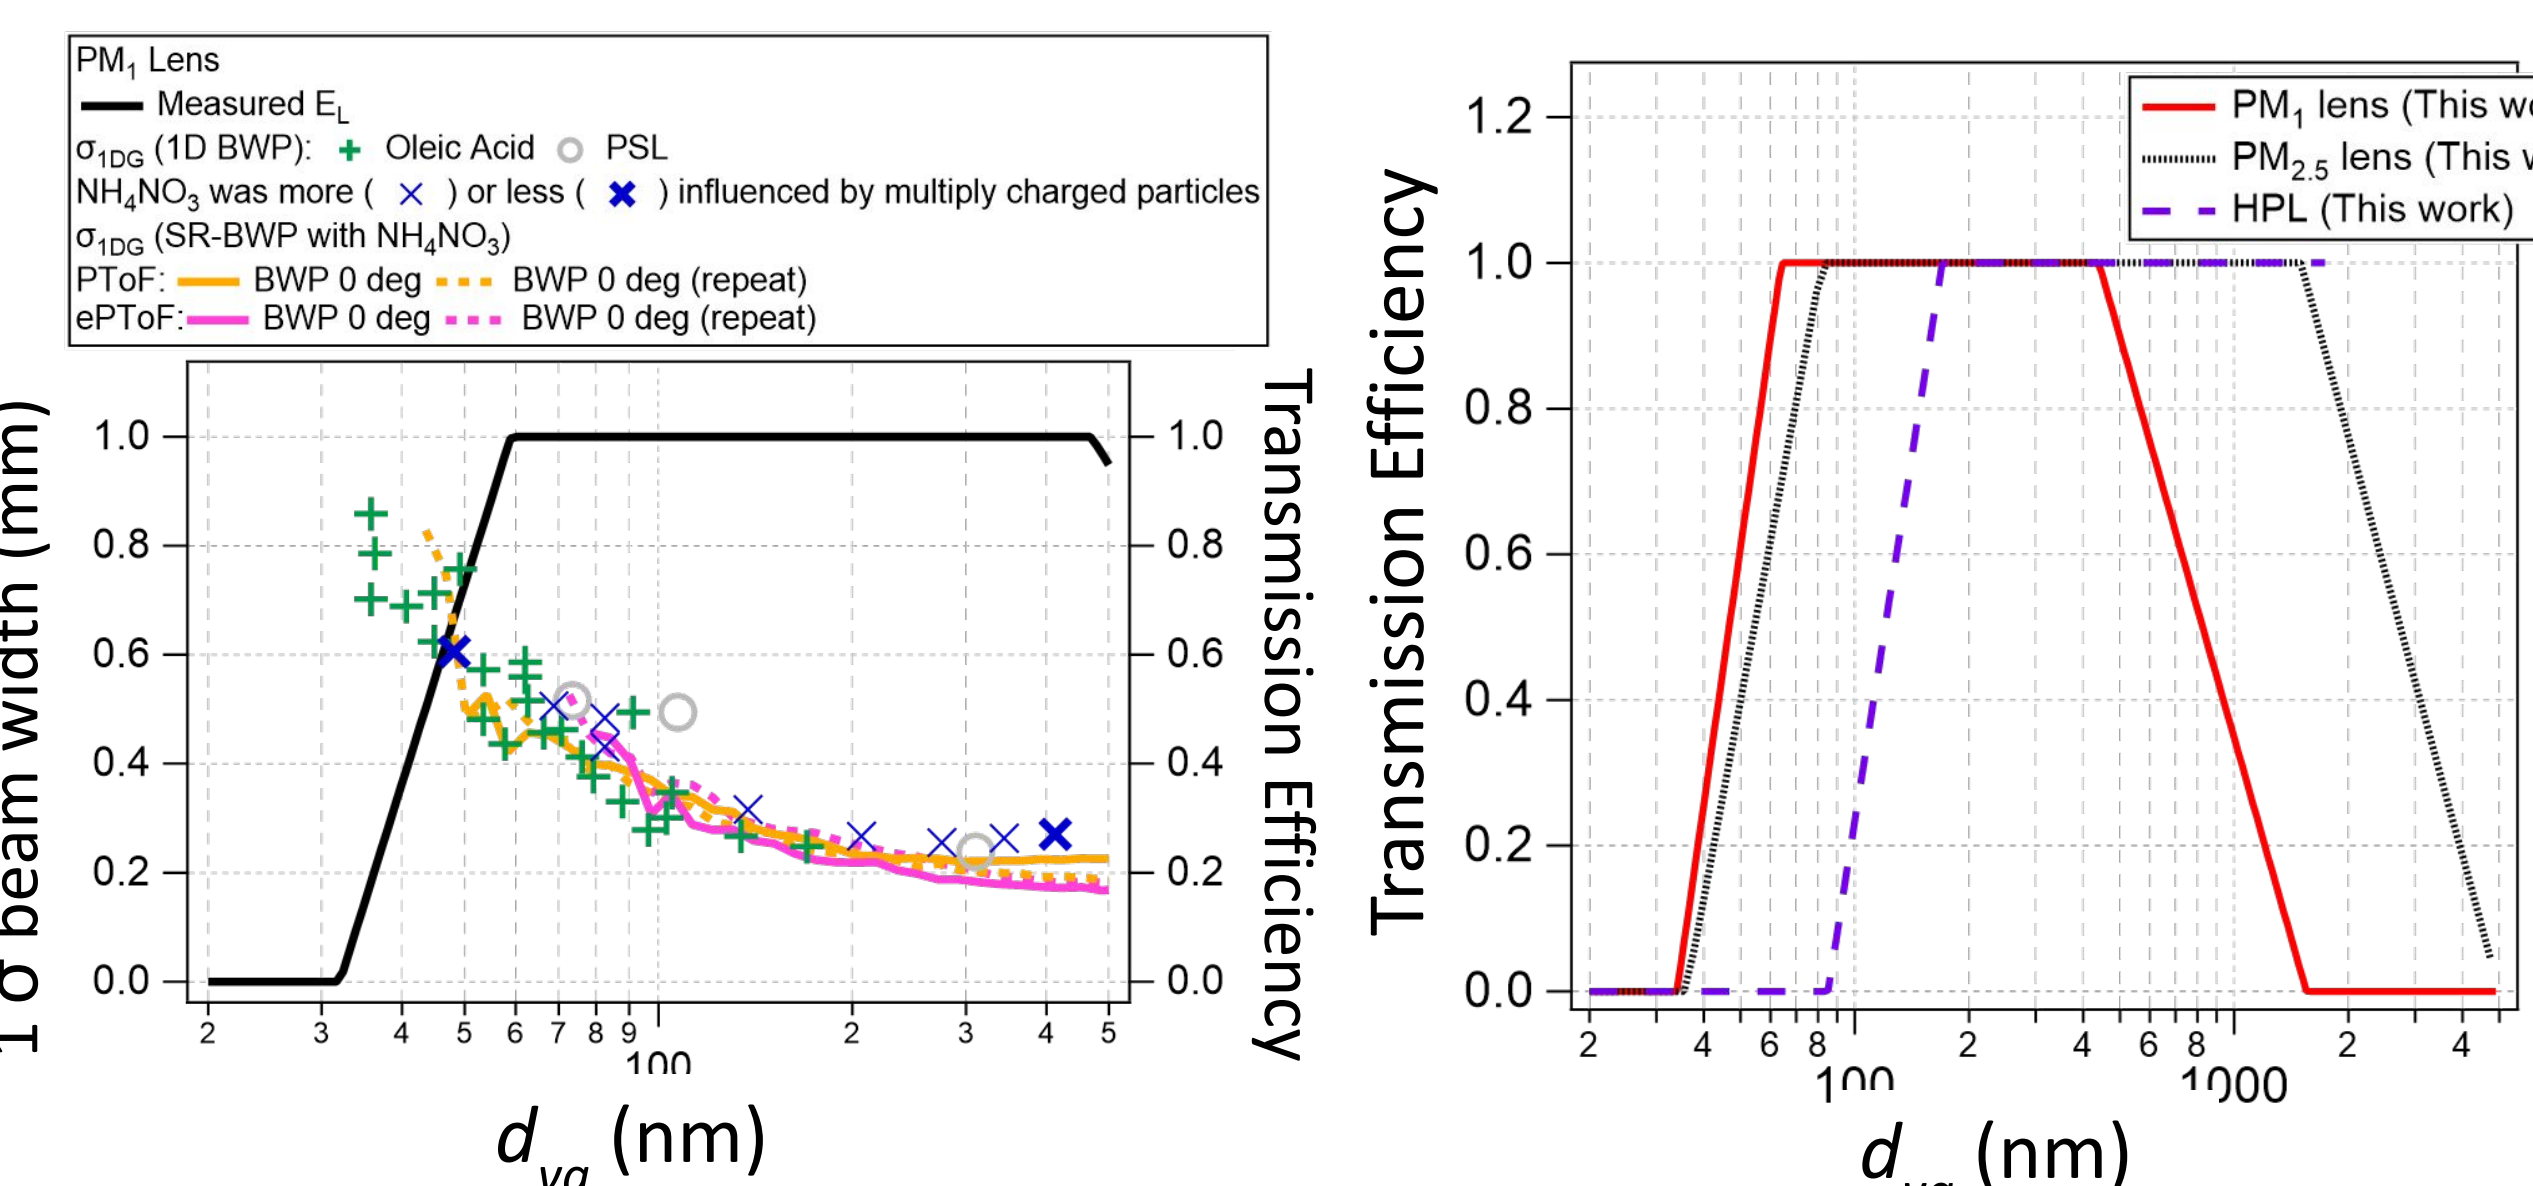 PM1 Lens
Measured EL
σ1DG (1D BWP): Oleic Acid PSL
NH4NO3 was more ( ) or less ( ) influenced by multiply charged particles
σ1DG (SR-BWP with NH4NO3)
PToF: BWP 0 deg BWP 0 deg (repeat)
ePToF: BWP 0 deg BWP 0 deg (repeat)
1 σ beam width (mm)
1.0
0.8
0.6
0.4
0.2
0.0
1.0
0.8
0.6
0.4
0.2
0.0
Transmission Efficiency
2 3 4 5 6 7 8 9 2 3 4 5
100
dva (nm)
Transmission Efficiency
1.2
1.0
0.8
0.6
0.4
0.2
0.0
PM1 lens (This
PM2.5 lens (This
HPL (This work)
2 4 6 8 2 4 6 8 2 4
100 1000
dva (nm)